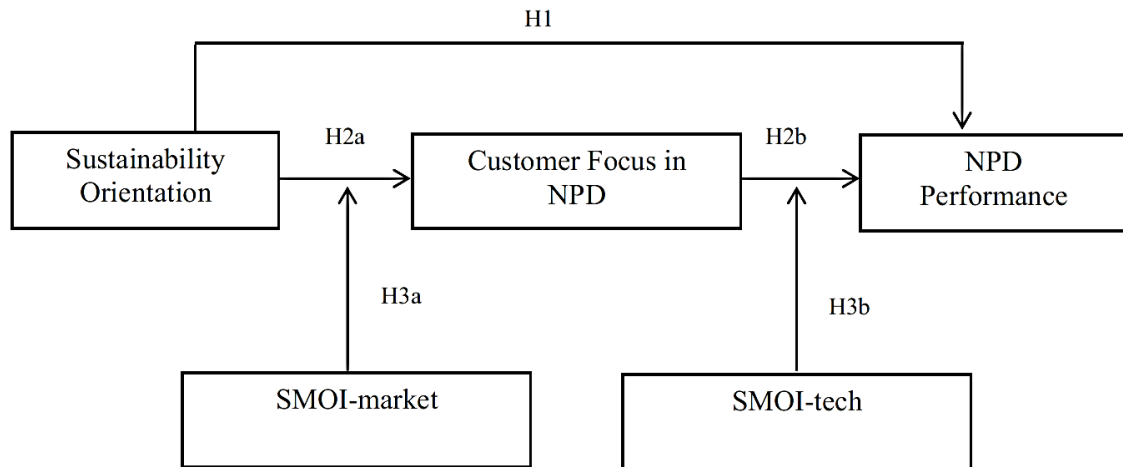 H1
H2a
H2b
Sustainability
Orientation
Customer Focus in
NPD
NPD
Performance
H3a
H3b
SMOI-market
SMOI-tech